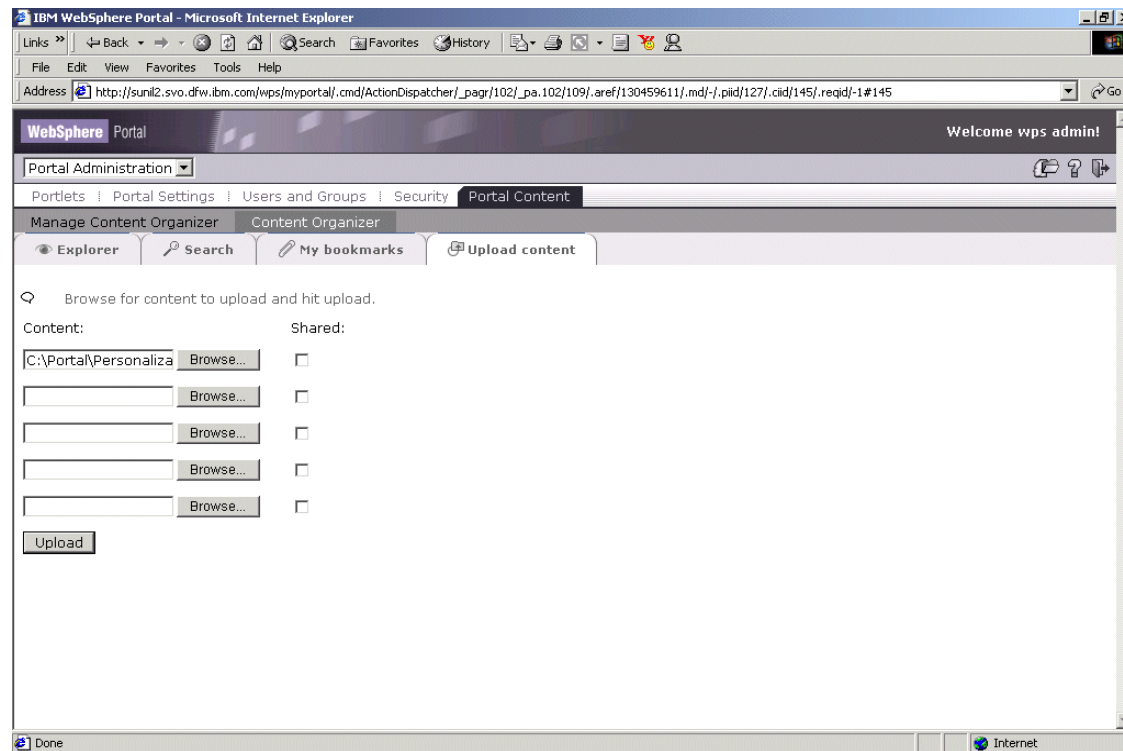 IBM WebSphere Portal - Microsoft Internet Explorer
Links » Back Search Favorites History
File Edit View Favorites Tools Help
Address http://sunil2.svo.dfw.ibm.com/wps/myportal/.cmd/ActionDispatcher/_pagr/102/_pa.102/109/.aref/130459611/.md/-/.piid/127/.ciid/145/.reqid/-1#145 Go
WebSphere Portal Welcome wps admin!
Portal Administration
Portlets | Portal Settings | Users and Groups | Security Portal Content
Manage Content Organizer Content Organizer
Explorer Search My bookmarks Upload content
Browse for content to upload and hit upload.
Content: Shared:
C:\Portal\Personaliza Browse...
Browse...
Browse...
Browse...
Browse...
Upload
Done Internet